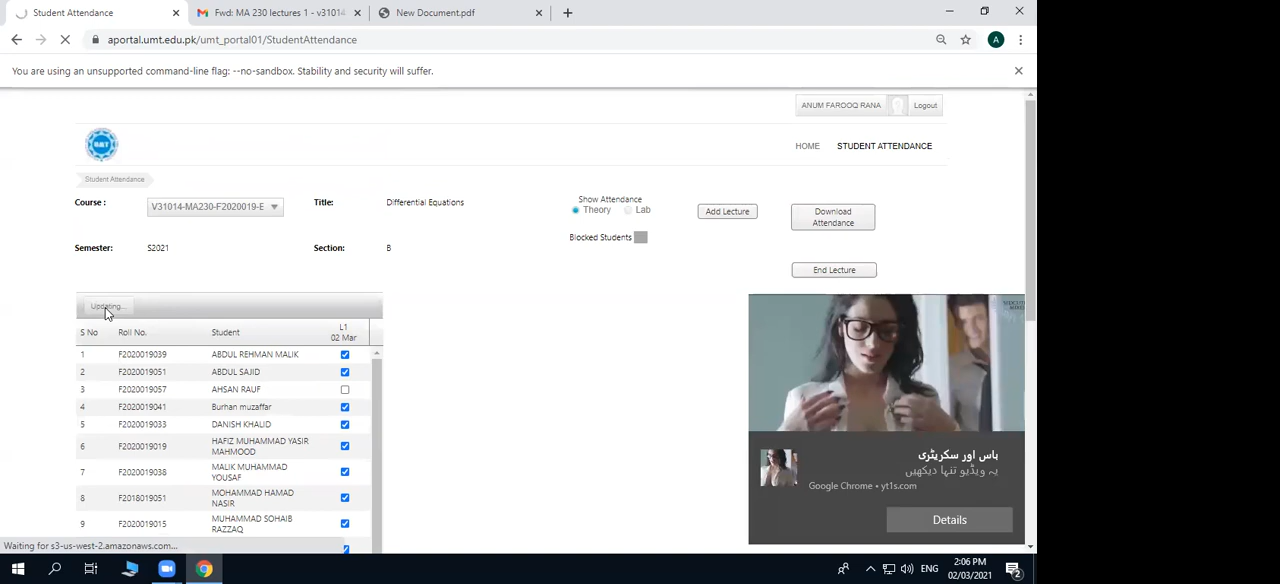 Student Attendance
Fwd: MA 230 lectures 1 - v31014
New Document.pdf
aportal.umt.edu.pk/umt_portal01/StudentAttendance
A
You are using an unsupported command-line flag: --no-sandbox. Stability and security will suffer.
ANUM FAROOQ RANA
Logout
UMT
HOME
STUDENT ATTENDANCE
Student Attendance
Course :
V31014-MA230-F2020019-E
Title:
Differential Equations
Show Attendance
Theory
Lab
Add Lecture
Download
Attendance
Blocked Students
Semester:
S2021
Section:
B
End Lecture
Updating...
S No Roll No. Student L1
02 Mar
1 F2020019039 ABDUL REHMAN MALIK
2 F2020019051 ABDUL SAJID
3 F2020019057 AHSAN RAUF
4 F2020019041 Burhan muzaffar
5 F2020019033 DANISH KHALID
6 F2020019019 HAFIZ MUHAMMAD YASIR
MAHMOOD
7 F2020019038 MALIK MUHAMMAD
YOUSAF
8 F2018019051 MOHAMMAD HAMAD
NASIR
9 F2020019015 MUHAMMAD SOHAIB
RAZZAQ
باس اور سکریٹری
یہ ویڈیو تنہا دیکھیں
Google Chrome • yt1s.com
Details
Waiting for s3-us-west-2.amazonaws.com...
ENG
2:06 PM
02/03/2021
2